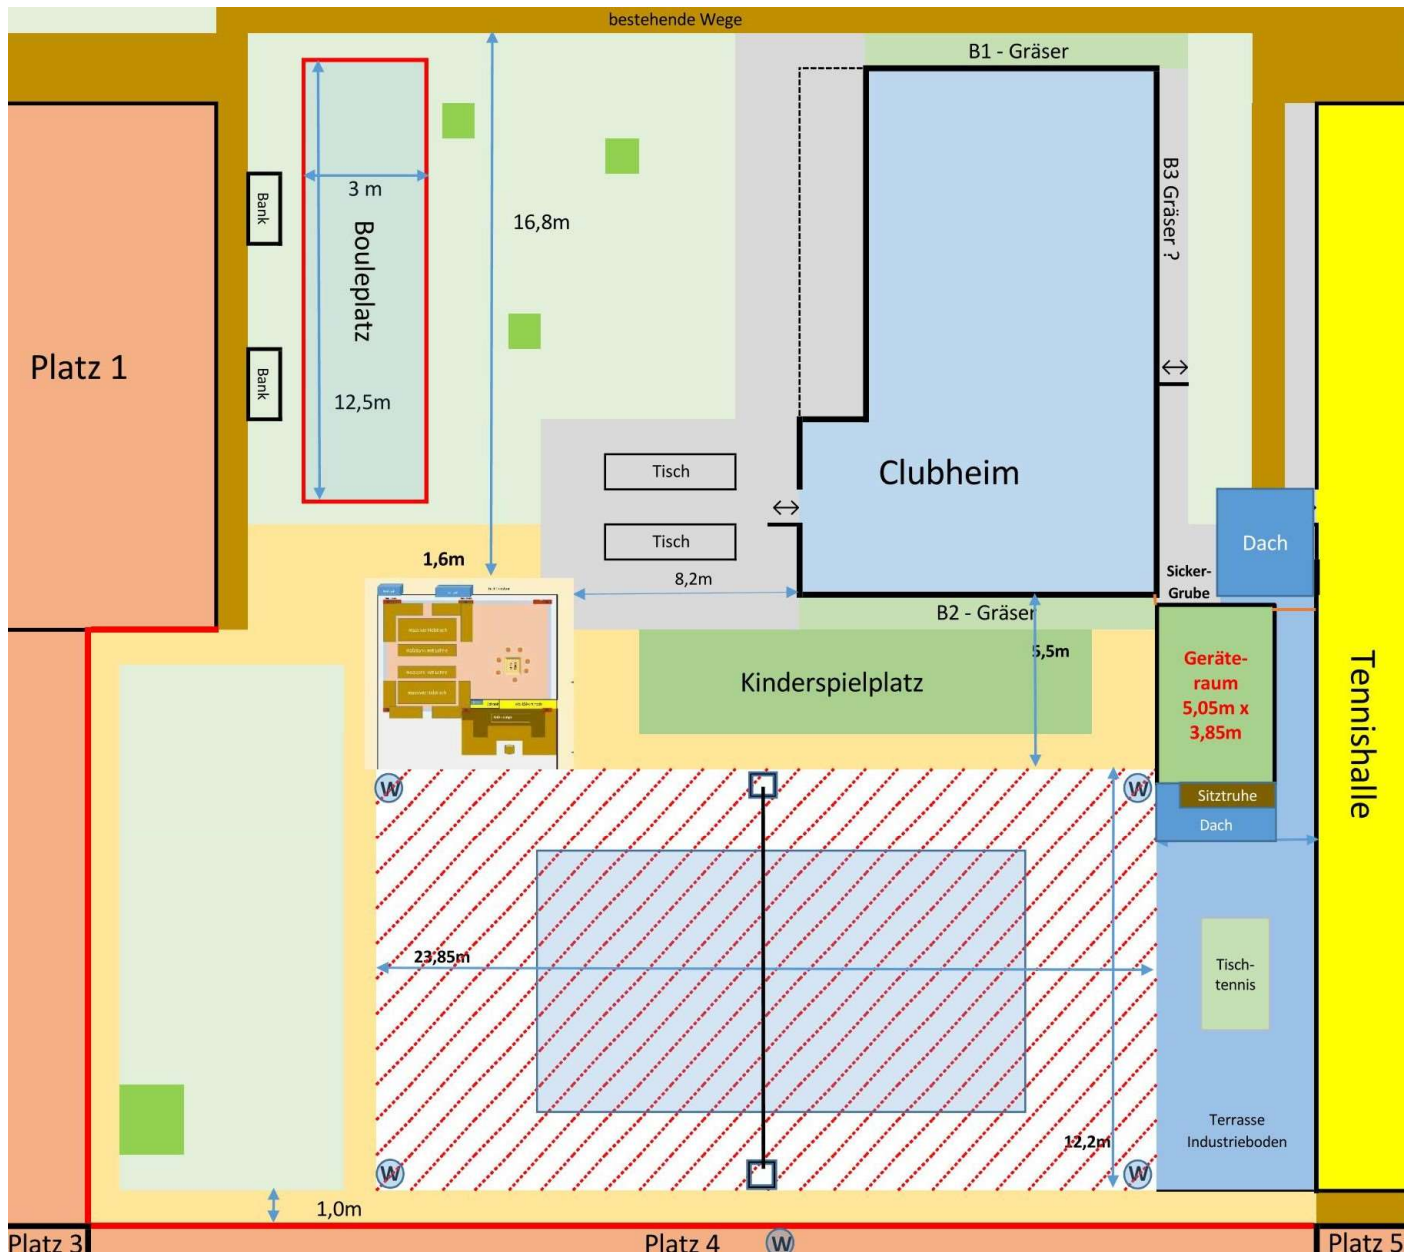 bestehende Wege
B1 - Gräser
B3 Gräser ?
3 m
Bank
Bouleplatz
16,8m
Platz 1
Bank
12,5m
Tisch
Clubheim
Tisch
Dach
1,6m
8,2m
Sicker-
Grube
B2 - Gräser
5,5m
Kinderspielplatz
Geräte-
raum
5,05m x
3,85m
Tennishalle
W
W
Sitztruhe
Dach
23,85m
Tisch-
tennis
12,2m
Terrasse
Industrieboden
W
W
1,0m
Platz 3
Platz 4
W
Platz 5